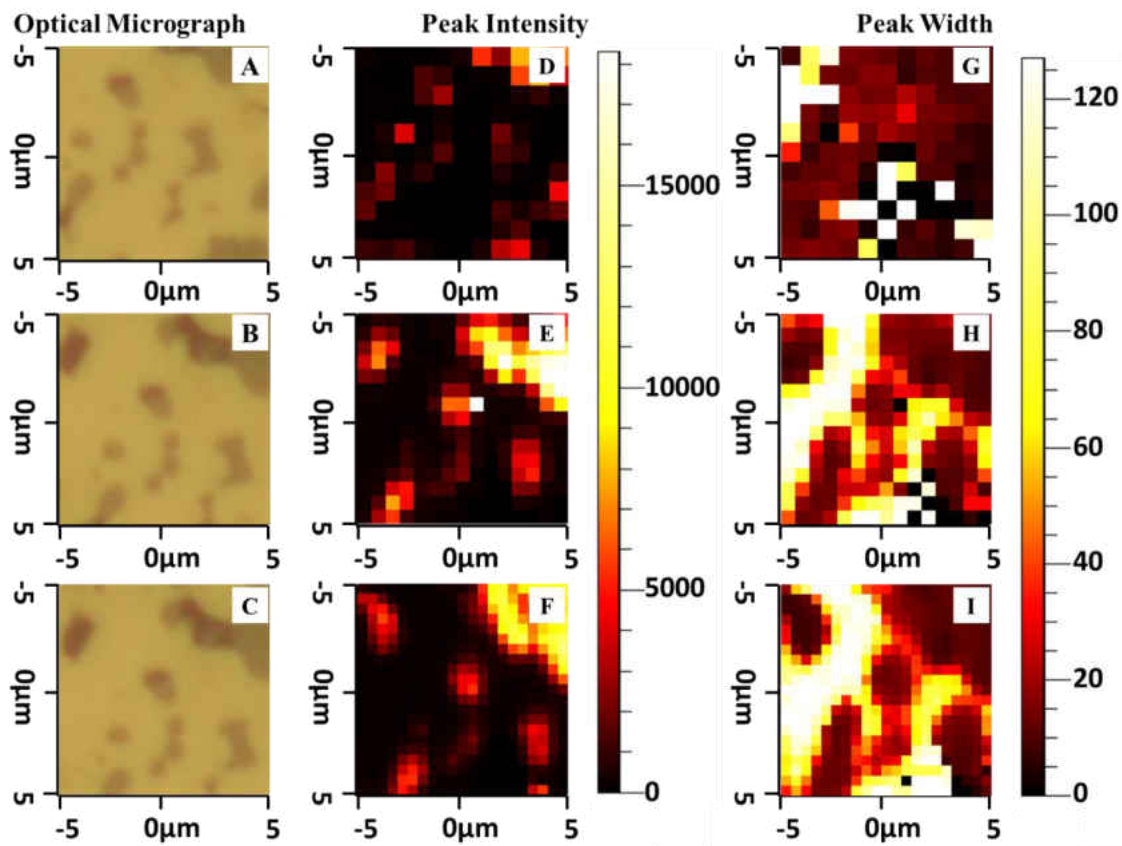 Optical Micrograph Peak Intensity Peak Width
-5 A -5 D -5 G
0µm 0µm 0µm
5 5 5
-5 0µm 5 -5 0µm 5 -5 0µm 5
-5 B -5 E -5 H
0µm 0µm 0µm
5 5 5
-5 0µm 5 -5 0µm 5 -5 0µm 5
-5 C -5 F -5 I
0µm 0µm 0µm
5 5 5
-5 0µm 5 -5 0µm 5 -5 0µm 5
15000
10000
5000
0
120
100
80
60
40
20
0